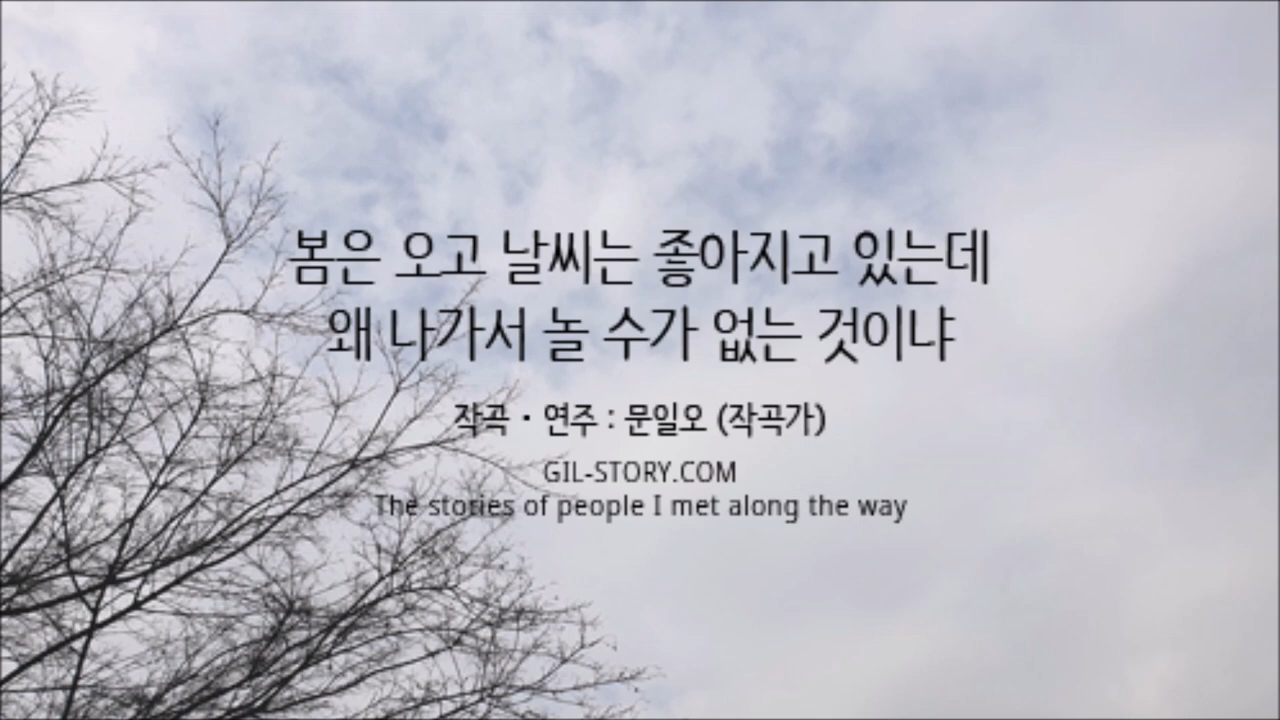 봄은 오고 날씨는 좋아지고 있는데
왜 나가서 놀 수가 없는 것이냐
작곡 · 연주 : 문일오 (작곡가)
GIL-STORY.COM
The stories of people I met along the way